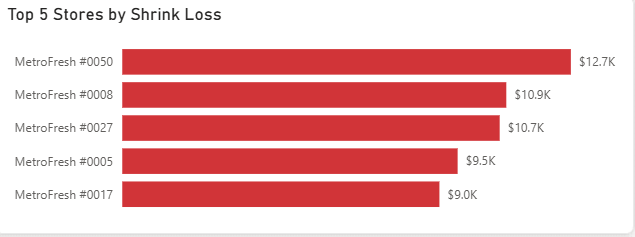 Top 5 Stores by Shrink Loss
MetroFresh #0050 $12.7K
MetroFresh #0008 $10.9K
MetroFresh #0027 $10.7K
MetroFresh #0005 $9.5K
MetroFresh #0017 $9.0K